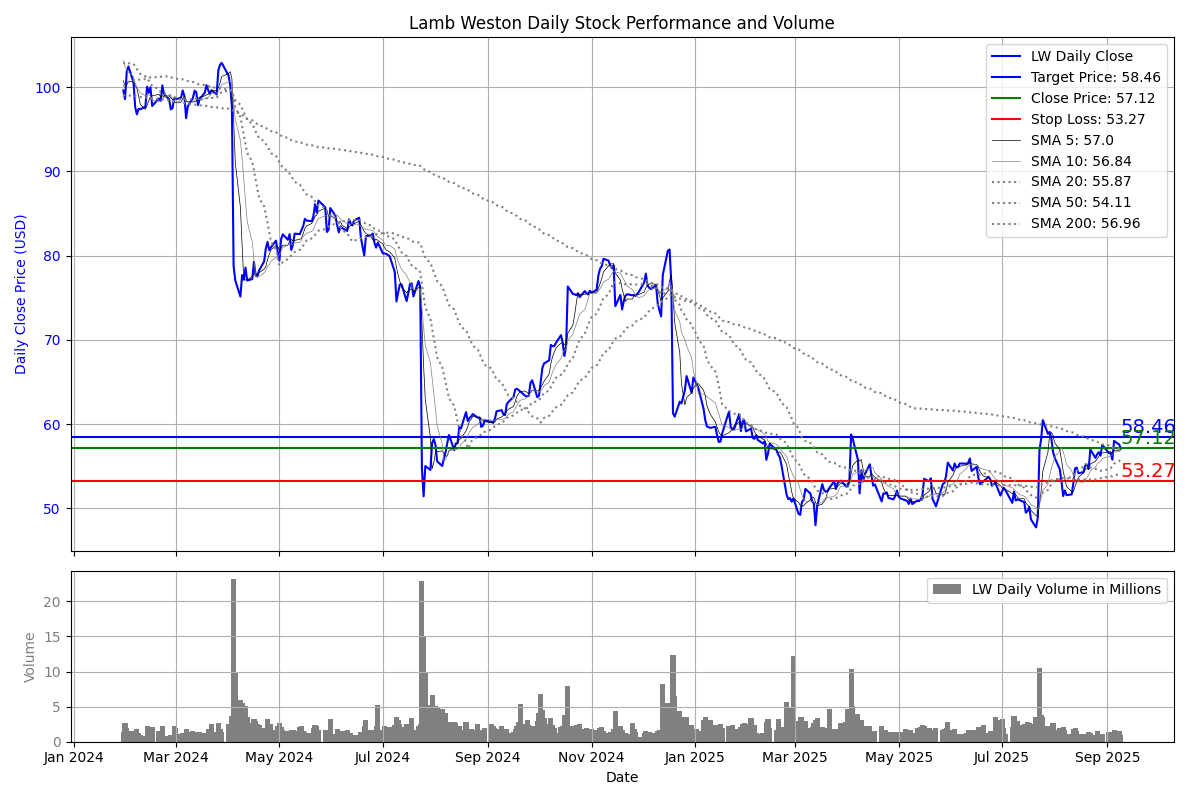 Lamb Weston Daily Stock Performance and Volume
Daily Close Price (USD)
100
90
80
70
60
50
LW Daily Close
Target Price: 58.46
Close Price: 57.12
Stop Loss: 53.27
SMA 5: 57.0
SMA 10: 56.84
SMA 20: 55.87
SMA 50: 54.11
SMA 200: 56.96
58.46
57.12
53.27
Volume
20
15
10
5
0
LW Daily Volume in Millions
Jan 2024 Mar 2024 May 2024 Jul 2024 Sep 2024 Nov 2024 Jan 2025 Mar 2025 May 2025 Jul 2025 Sep 2025
Date